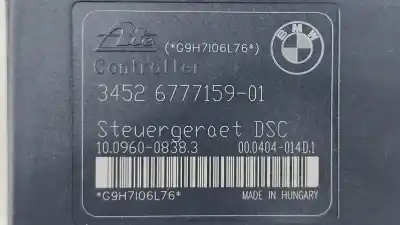 Ate (*G9H7I06L76*) BMW
Controller
3452 6777159-01
Steuergeraet DSC
10.0960-0838.3 00.0404-014D.1
*G9H7I06L76* MADE IN HUNGARY